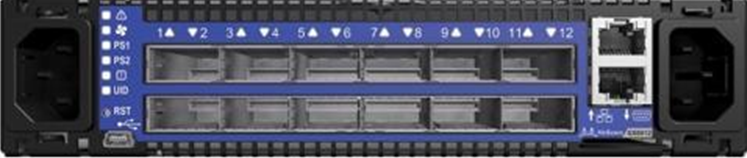 1▲ ▼2 3▲ ▼4 5▲ ▼6 7▲ ▼8 9▲ ▼10 11▲ ▼12
PS1
PS2
UID
RST